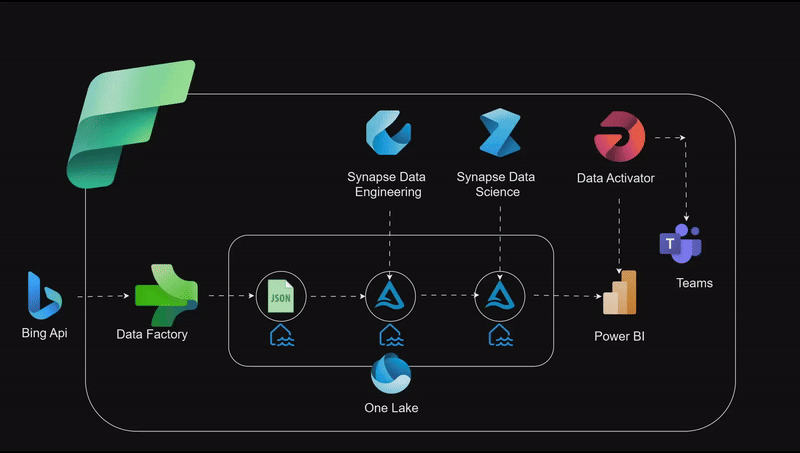 Synapse Data
Engineering
Synapse Data
Science
Data Activator
T
Teams
JSON
Bing Api
Data Factory
Power BI
One Lake